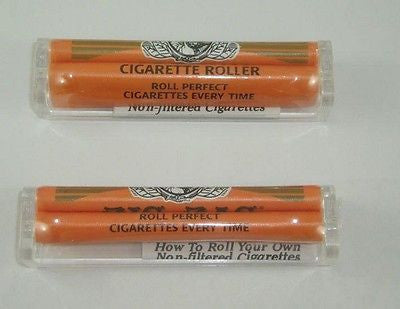 CIGARETTE ROLLER
ROLL PERFECT
CIGARETTES EVERY TIME
Non-filtered Cigarettes
ROLL PERFECT
CIGARETTES EVERY TIME
How To Roll Your Own
Non-filtered Cigarettes